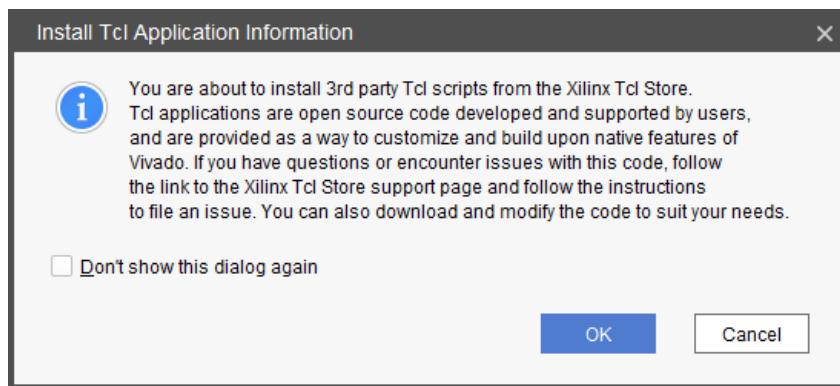 Install Tcl Application Information
You are about to install 3rd party Tcl scripts from the Xilinx Tcl Store.
Tcl applications are open source code developed and supported by users,
and are provided as a way to customize and build upon native features of
Vivado. If you have questions or encounter issues with this code, follow
the link to the Xilinx Tcl Store support page and follow the instructions
to file an issue. You can also download and modify the code to suit your needs.
Don't show this dialog again
OK
Cancel